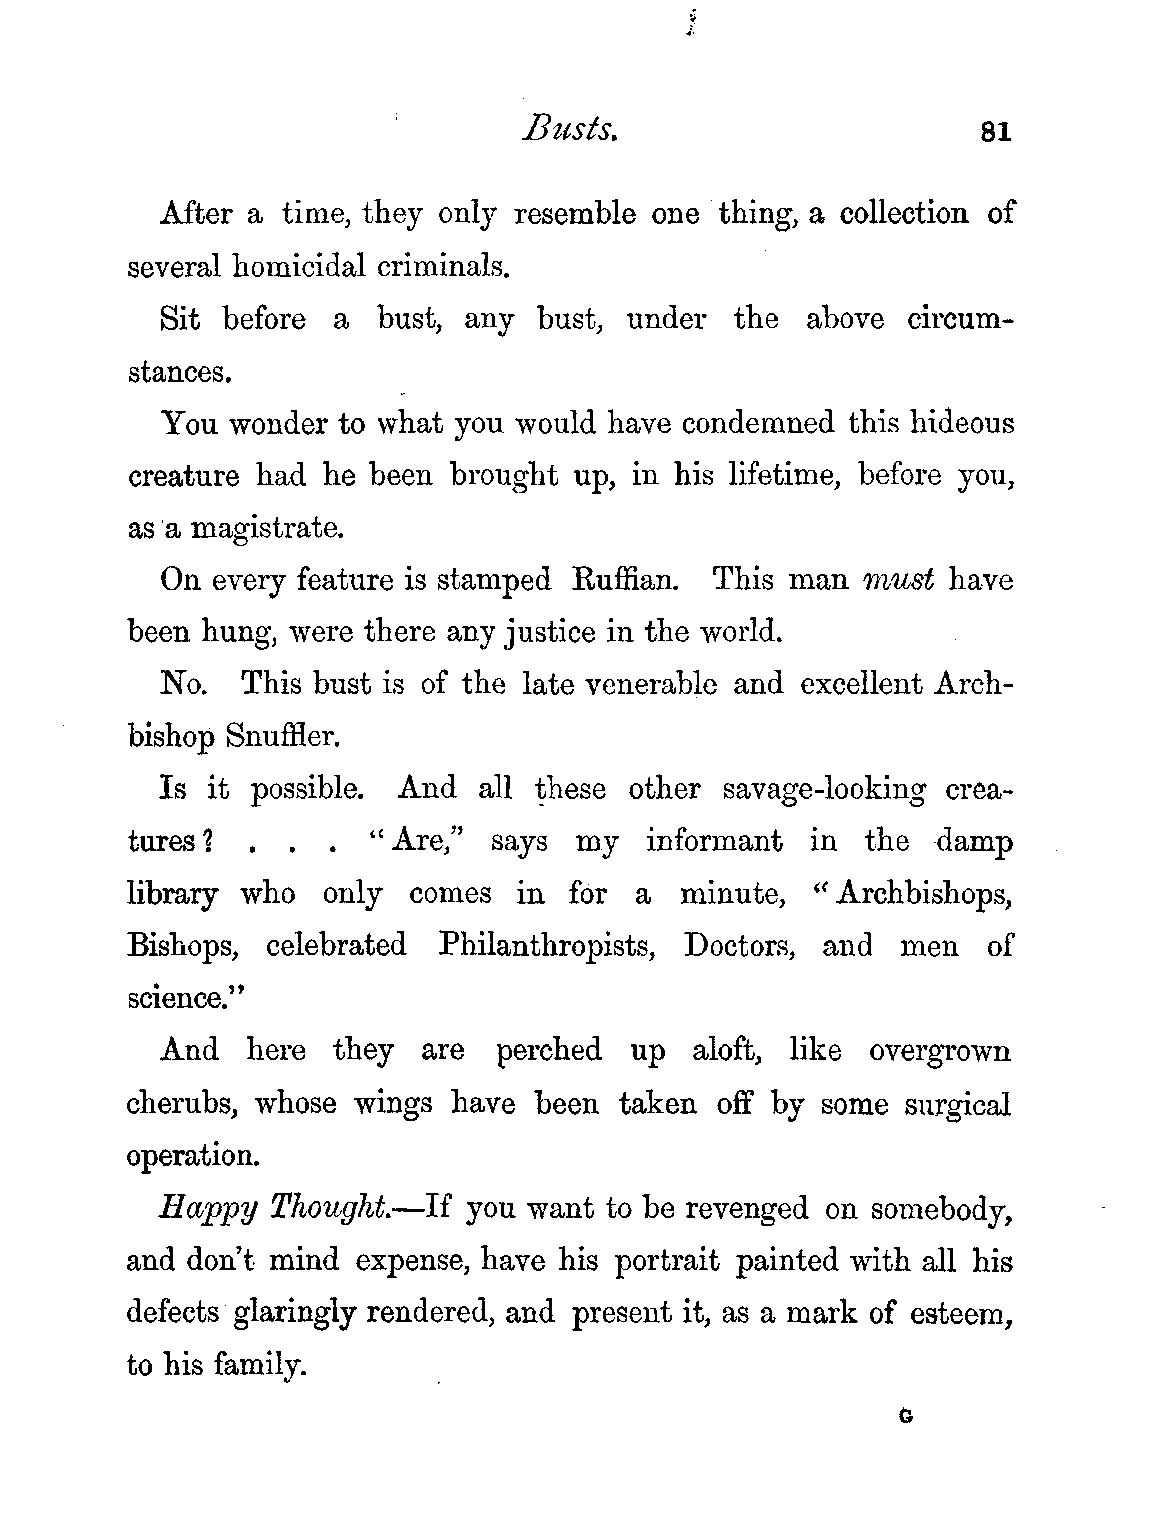 Busts. 81
After a time, they only resemble one thing, a collection of
several homicidal criminals.
Sit before a bust, any bust, under the above circum-
stances.
You wonder to what you would have condemned this hideous
creature had he been brought up, in his lifetime, before you,
as a magistrate.
On every feature is stamped Ruffian. This man must have
been hung, were there any justice in the world.
No. This bust is of the late venerable and excellent Arch-
bishop Snuffler.
Is it possible. And all these other savage-looking crea-
tures? . . . “Are,” says my informant in the damp
library who only comes in for a minute, “Archbishops,
Bishops, celebrated Philanthropists, Doctors, and men of
science.”
And here they are perched up aloft, like overgrown
cherubs, whose wings have been taken off by some surgical
operation.
Happy Thought.—If you want to be revenged on somebody,
and don’t mind expense, have his portrait painted with all his
defects glaringly rendered, and present it, as a mark of esteem,
to his family.
G